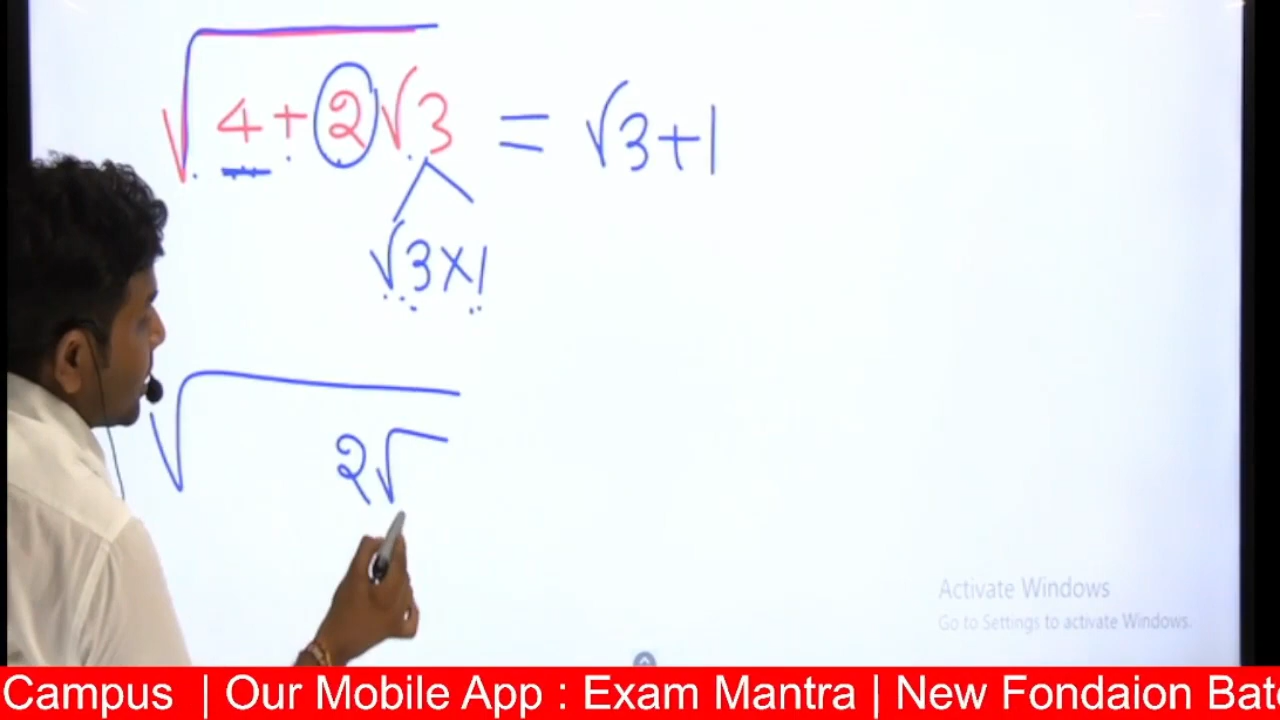 √4+2√3 = √3+1
√3×1
√ 2√
Activate Windows
Go to Settings to activate Windows.
Campus | Our Mobile App : Exam Mantra | New Fondaion Bat